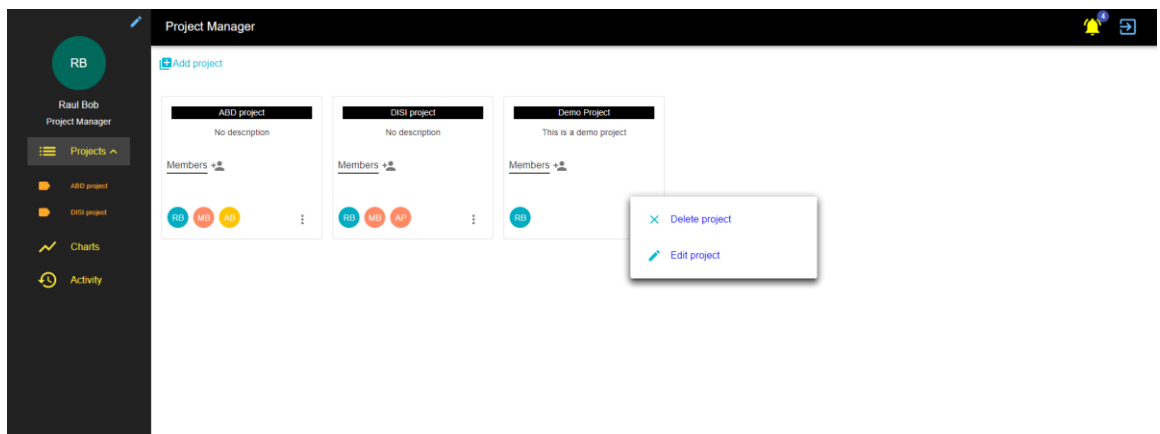 RB
Raul Bob
Project Manager
Projects
ABD project
DISI project
Charts
Activity
Project Manager
4
Add project
ABD project
No description
Members
RB MB AB
DISI project
No description
Members
RB MB AP
Demo Project
This is a demo project
Members
RB
Delete project
Edit project